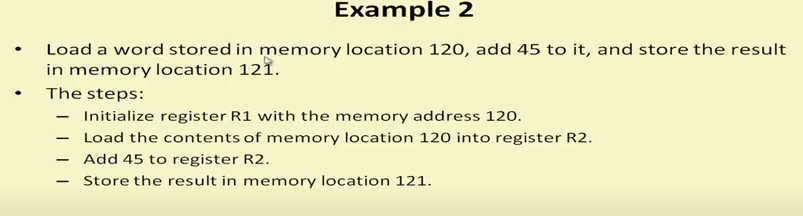 Example 2
• Load a word stored in memory location 120, add 45 to it, and store the result
in memory location 121.
• The steps:
– Initialize register R1 with the memory address 120.
– Load the contents of memory location 120 into register R2.
– Add 45 to register R2.
– Store the result in memory location 121.